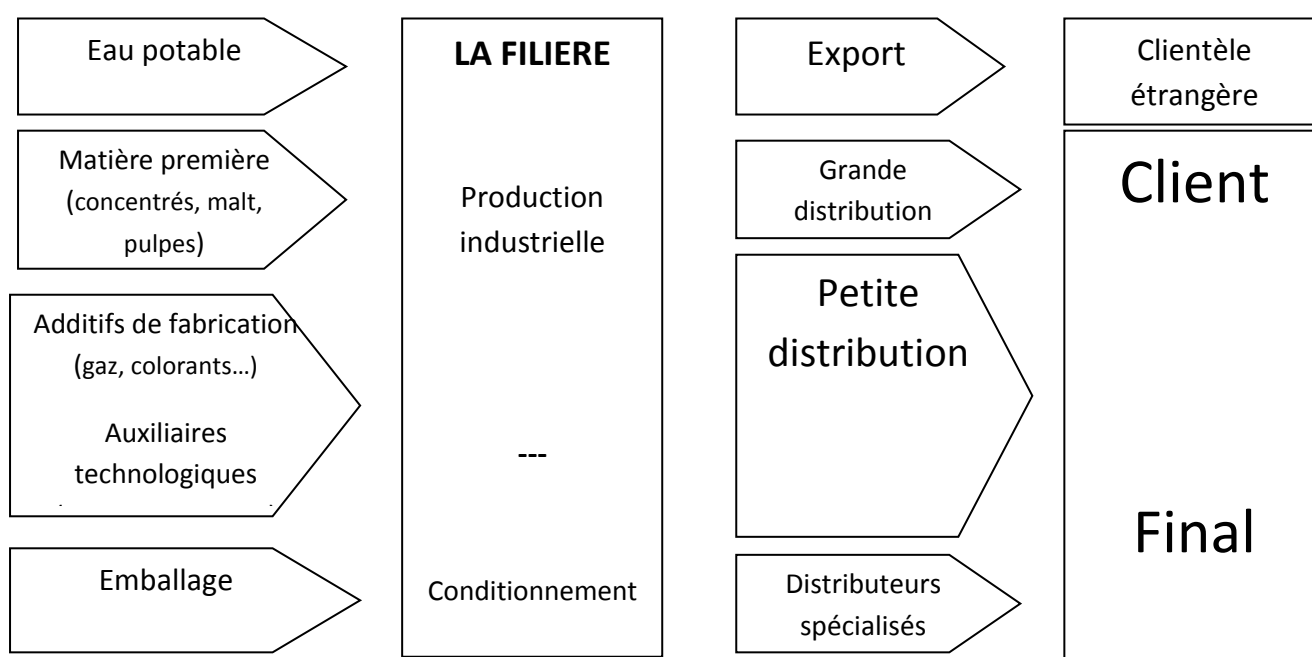 Eau potable
Matière première
(concentrés, malt,
pulpes)
Additifs de fabrication
(gaz, colorants…)
Auxiliaires
technologiques
Emballage
LA FILIERE
Production
industrielle
---
Conditionnement
Export
Grande
distribution
Petite
distribution
Distributeurs
spécialisés
Clientèle
étrangère
Client
Final